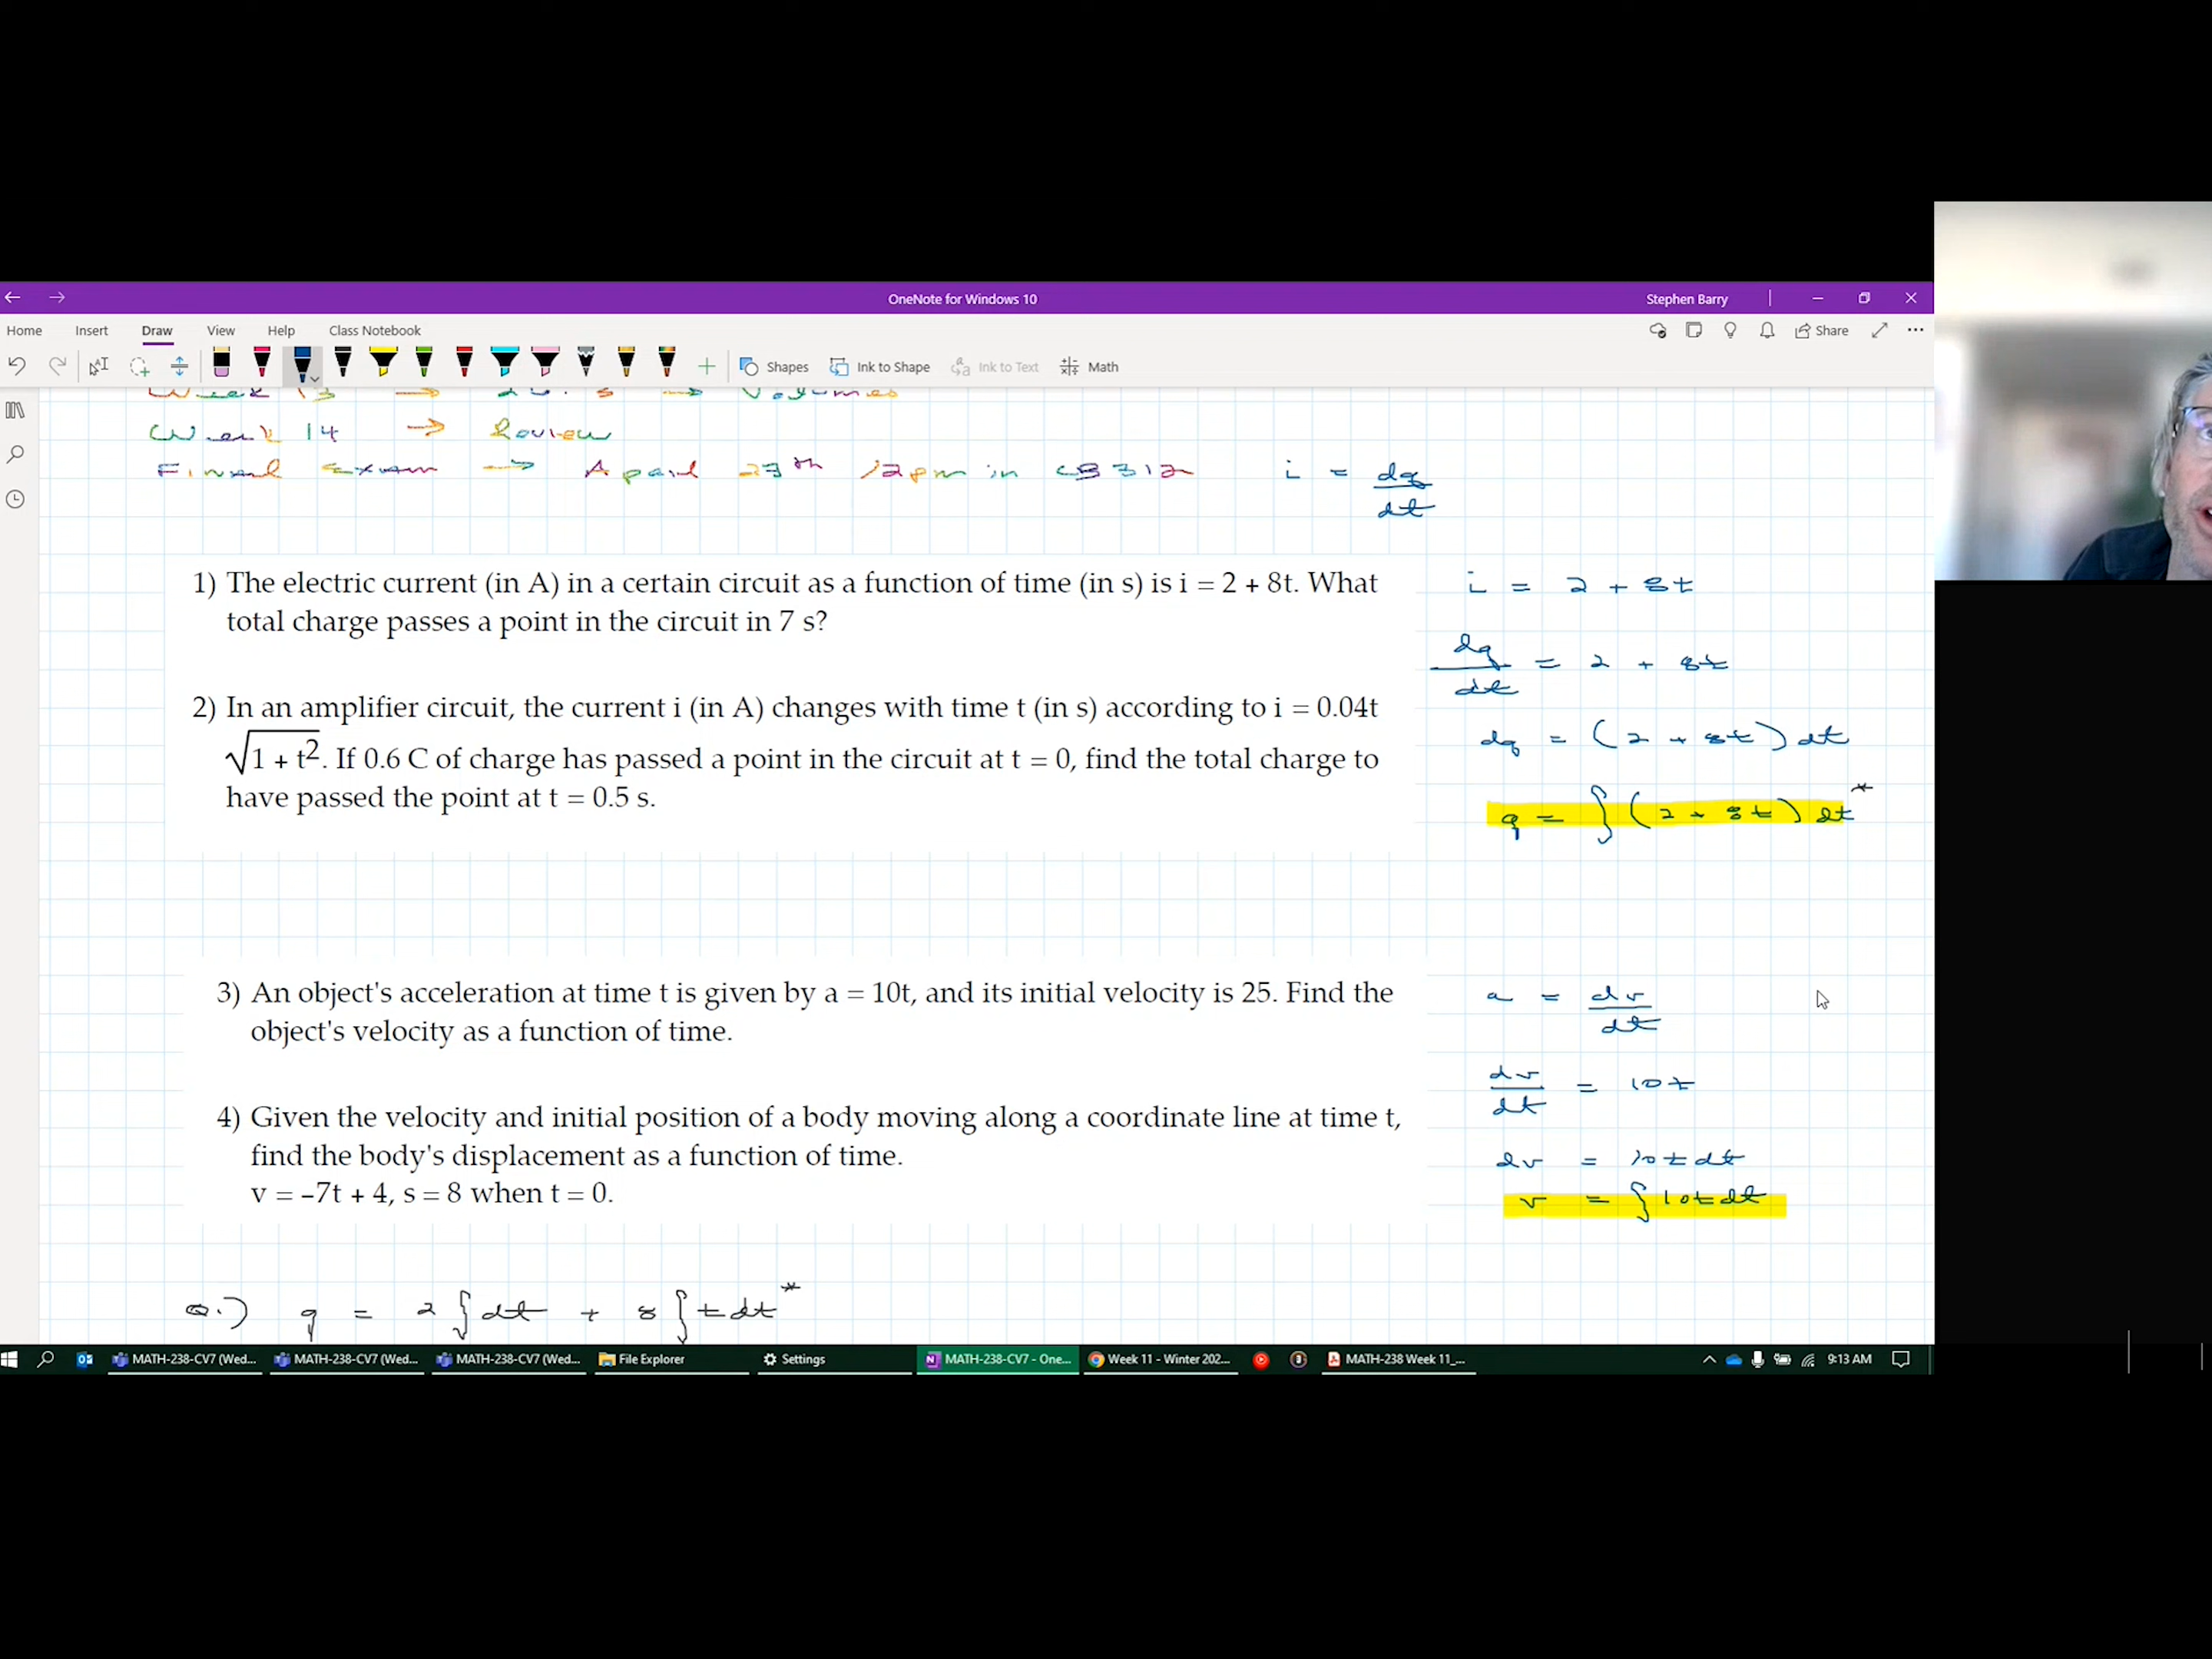 OneNote for Windows 10
Stephen Barry
Home Insert Draw View Help Class Notebook
Share
Shapes Ink to Shape Ink to Text Math
Week 13 → 26.3 → Volumes
Week 14 → Review
Final Exam → April 23th 12pm in CB312
i = dq/dt
1) The electric current (in A) in a certain circuit as a function of time (in s) is i = 2 + 8t. What
total charge passes a point in the circuit in 7 s?
2) In an amplifier circuit, the current i (in A) changes with time t (in s) according to i = 0.04t
√1 + t². If 0.6 C of charge has passed a point in the circuit at t = 0, find the total charge to
have passed the point at t = 0.5 s.
i = 2 + 8t
dq/dt = 2 + 8t
dq = (2 + 8t) dt
q = ∫ (2 + 8t) dt *
3) An object's acceleration at time t is given by a = 10t, and its initial velocity is 25. Find the
object's velocity as a function of time.
4) Given the velocity and initial position of a body moving along a coordinate line at time t,
find the body's displacement as a function of time.
v = –7t + 4, s = 8 when t = 0.
a = dv/dt
dv/dt = 10t
dv = 10t dt
v = ∫ 10t dt
q = 2 ∫ dt + 8 ∫ t dt *
MATH-238-CV7 (Wed... MATH-238-CV7 (Wed... MATH-238-CV7 (Wed... File Explorer Settings MATH-238-CV7 - One... Week 11 - Winter 202... MATH-238 Week 11_... 9:13 AM